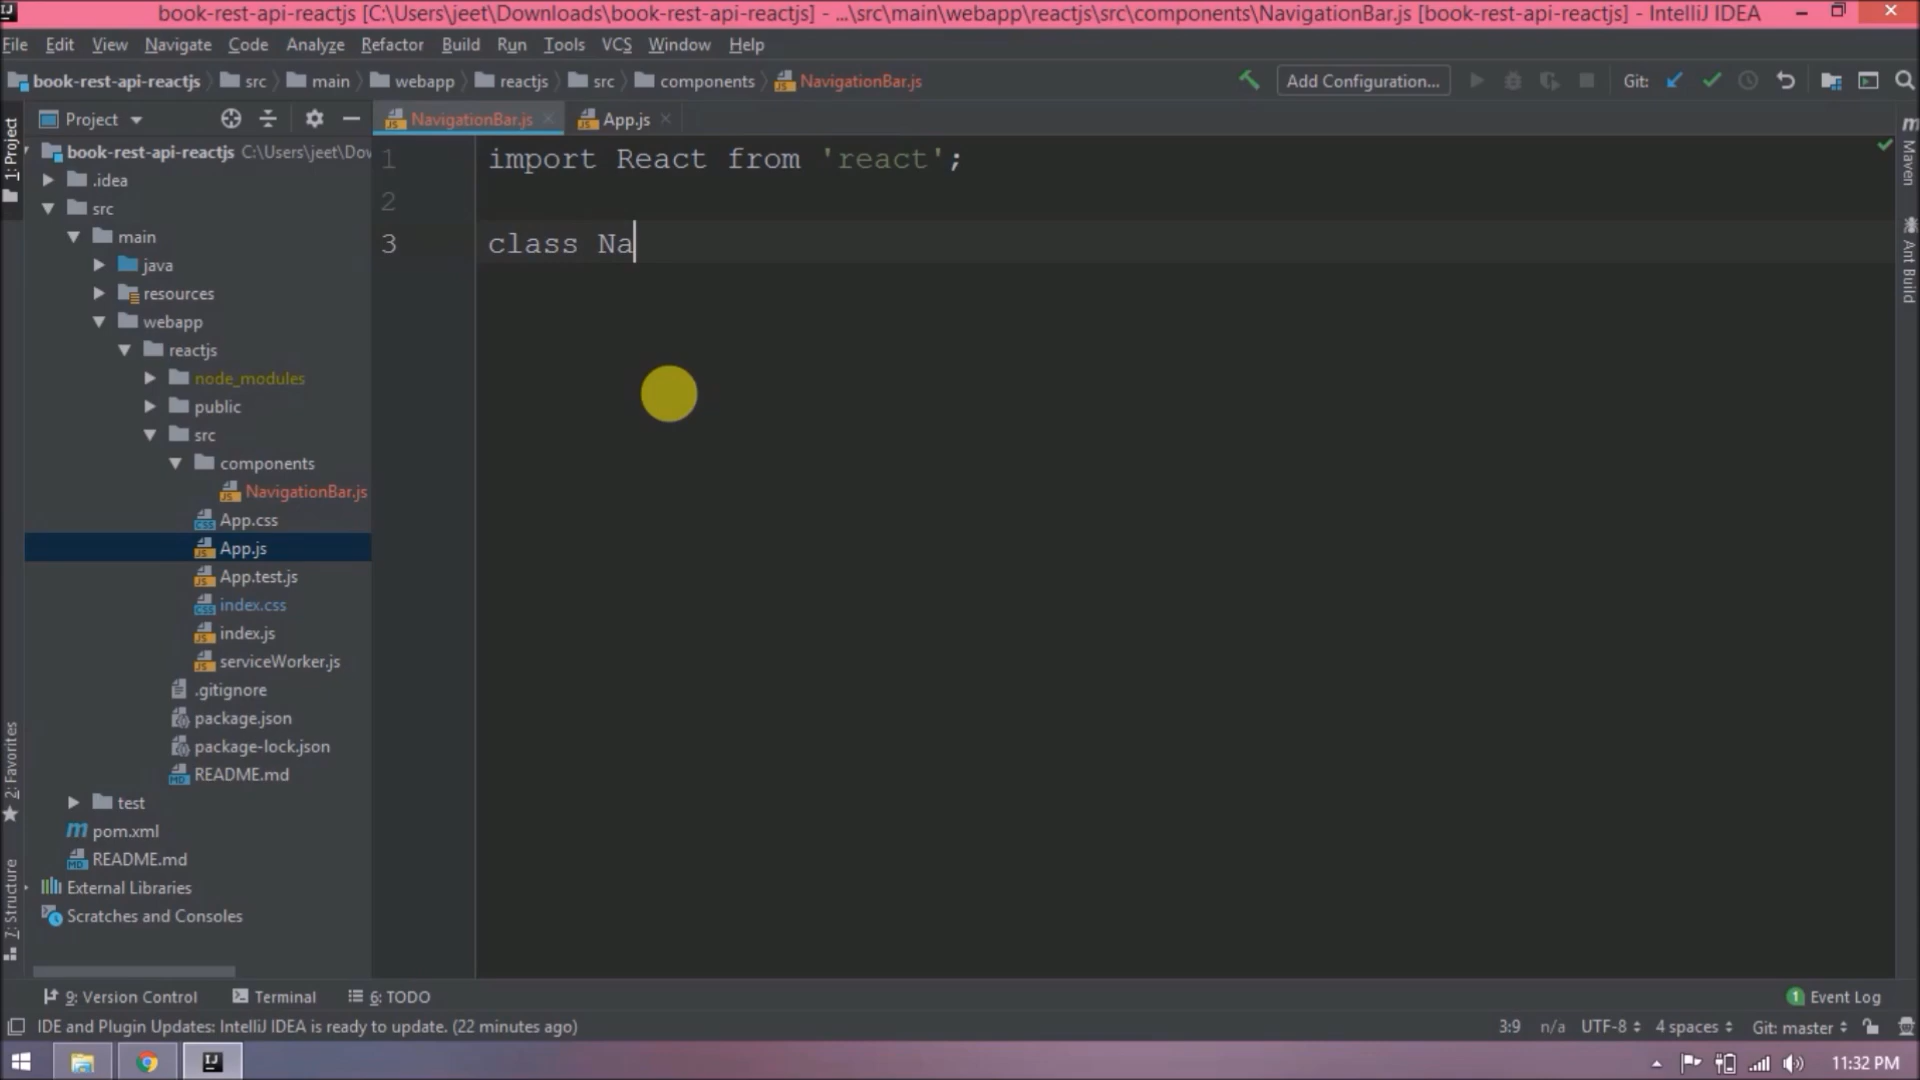 book-rest-api-reactjs [C:\Users\jeet\Downloads\book-rest-api-reactjs] - ...\src\main\webapp\reactjs\src\components\NavigationBar.js [book-rest-api-reactjs] - IntelliJ IDEA
File Edit View Navigate Code Analyze Refactor Build Run Tools VCS Window Help
book-rest-api-reactjs src main webapp reactjs src components NavigationBar.js Add Configuration... Git:
Project NavigationBar.js App.js
book-rest-api-reactjs C:\Users\jeet\Dow
.idea
src
main
java
resources
webapp
reactjs
node_modules
public
src
components
NavigationBar.js
App.css
App.js
App.test.js
index.css
index.js
serviceWorker.js
.gitignore
package.json
package-lock.json
README.md
test
pom.xml
README.md
External Libraries
Scratches and Consoles
1 import React from 'react';
2
3 class Na
1: Project
2: Favorites
7: Structure
Maven
Ant Build
9: Version Control Terminal 6: TODO 1 Event Log
IDE and Plugin Updates: IntelliJ IDEA is ready to update. (22 minutes ago) 3:9 n/a UTF-8 4 spaces Git: master
11:32 PM